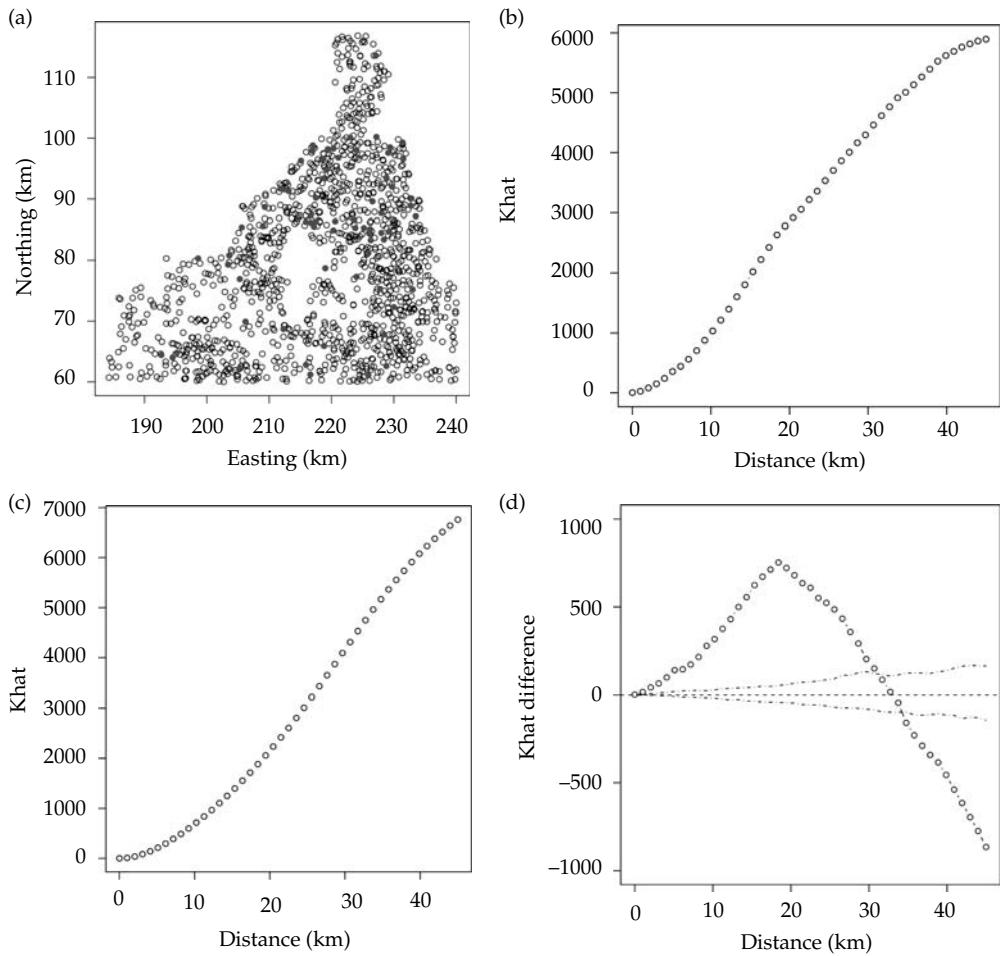 (a)
110
100
90
80
70
60
Northing (km)
190 200 210 220 230 240
Easting (km)
(b)
6000
5000
4000
3000
2000
1000
0
Khat
0 10 20 30 40
Distance (km)
(c)
7000
6000
5000
4000
3000
2000
1000
0
Khat
0 10 20 30 40
Distance (km)
(d)
1000
500
0
−500
−1000
Khat difference
0 10 20 30 40
Distance (km)